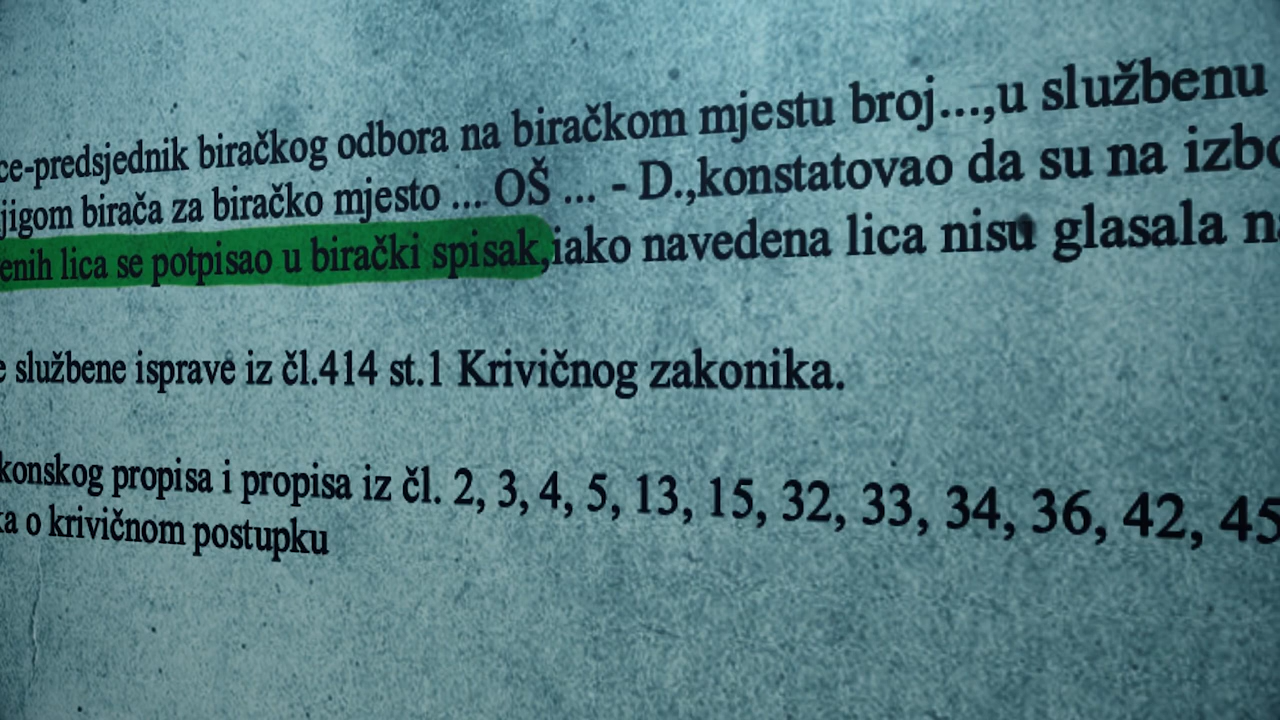 ce-predsjednik biračkog odbora na biračkom mjestu broj...,u službenu
jigom birača za biračko mjesto ... OŠ ... - D.,konstatovao da su na izbo
enih lica se potpisao u birački spisak,iako navedena lica nisu glasala n
službene isprave iz čl.414 st.1 Krivičnog zakonika.
konskog propisa i propisa iz čl. 2, 3, 4, 5, 13, 15, 32, 33, 34, 36, 42, 45
ka o krivičnom postupku